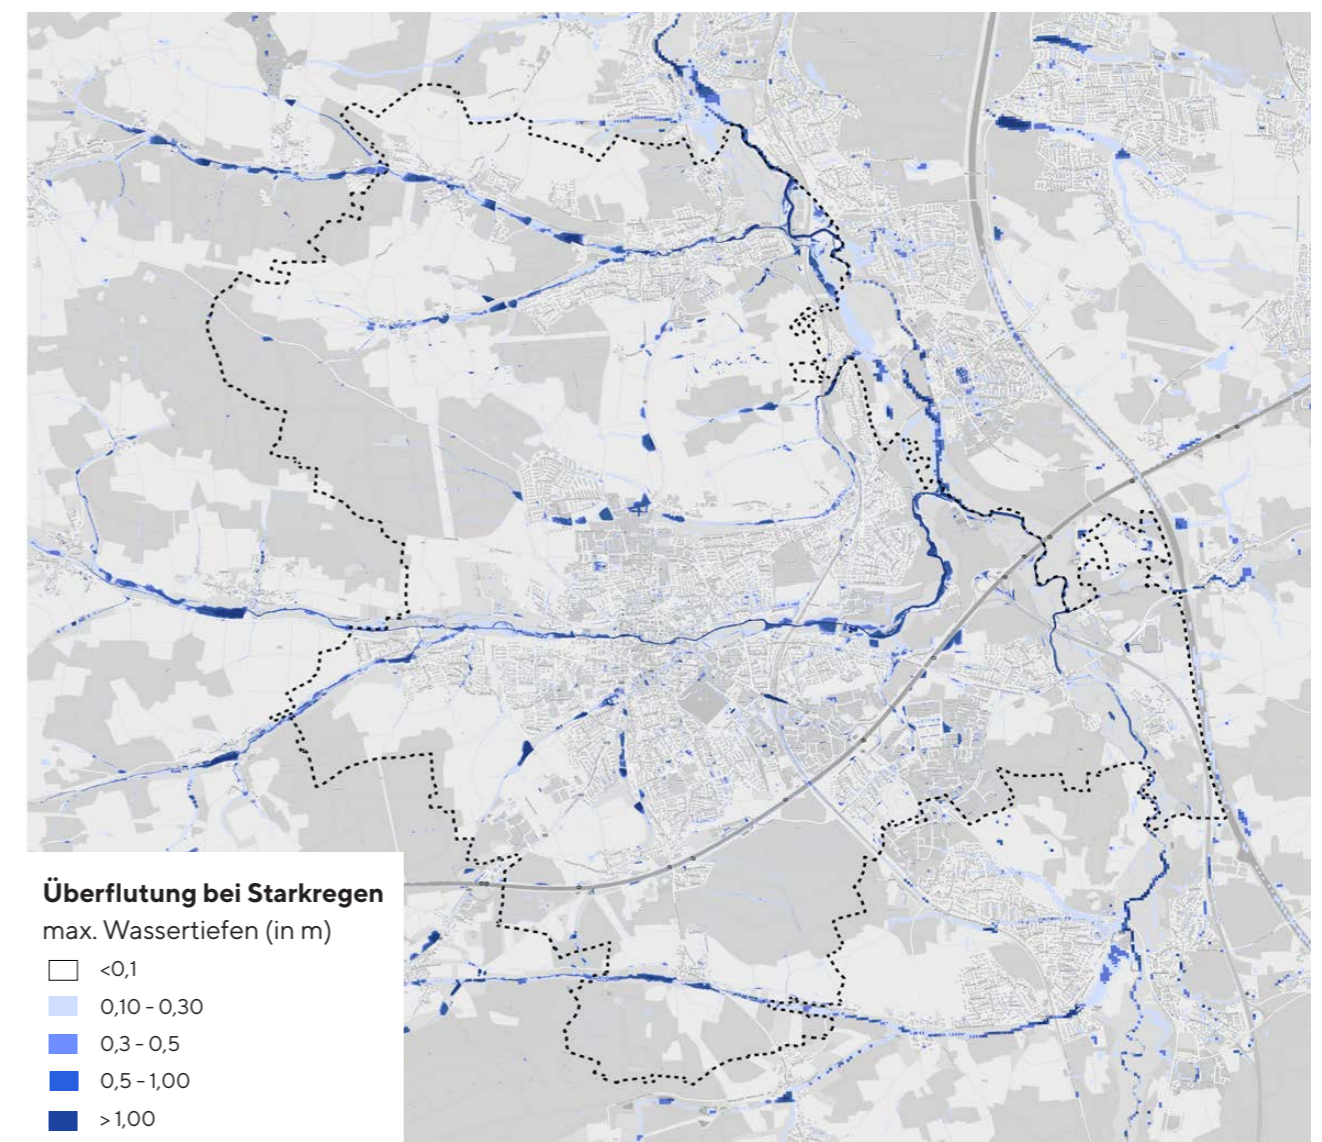 Überflutung bei Starkregen
max. Wassertiefen (in m)
<0,1
0,10 - 0,30
0,3 - 0,5
0,5 - 1,00
> 1,00